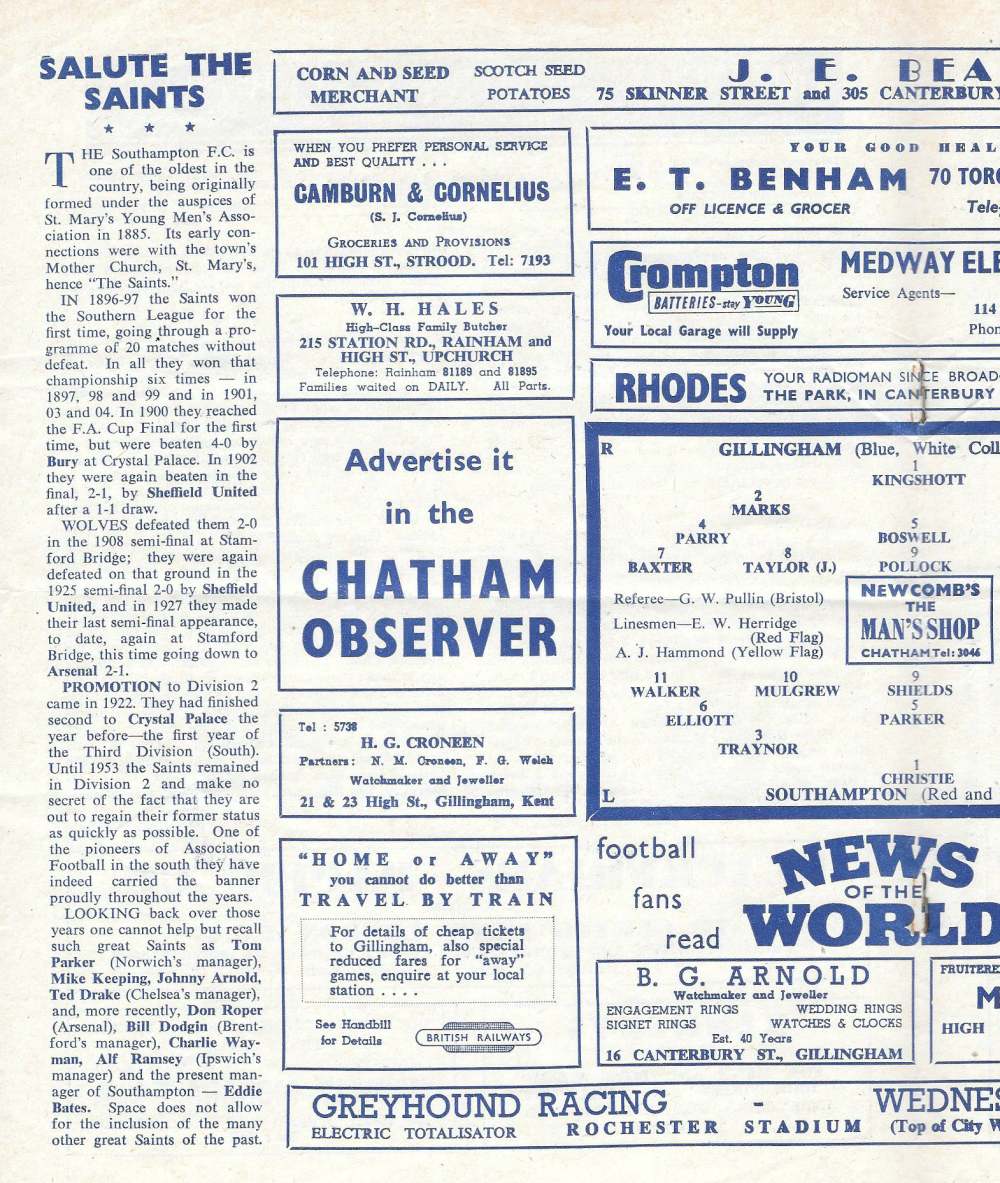 SALUTE THE
SAINTS
★ ★ ★
THE Southampton F.C. is
one of the oldest in the
country, being originally
formed under the auspices of
St. Mary's Young Men's Asso-
ciation in 1885. Its early con-
nections were with the town's
Mother Church, St. Mary's,
hence "The Saints."
IN 1896-97 the Saints won
the Southern League for the
first time, going through a pro-
gramme of 20 matches without
defeat. In all they won that
championship six times — in
1897, 98 and 99 and in 1901,
03 and 04. In 1900 they reached
the F.A. Cup Final for the first
time, but were beaten 4-0 by
Bury at Crystal Palace. In 1902
they were again beaten in the
final, 2-1, by Sheffield United
after a 1-1 draw.
WOLVES defeated them 2-0
in the 1908 semi-final at Stam-
ford Bridge; they were again
defeated on that ground in the
1925 semi-final 2-0 by Sheffield
United, and in 1927 they made
their last semi-final appearance,
to date, again at Stamford
Bridge, this time going down to
Arsenal 2-1.
PROMOTION to Division 2
came in 1922. They had finished
second to Crystal Palace the
year before—the first year of
the Third Division (South).
Until 1953 the Saints remained
in Division 2 and make no
secret of the fact that they are
out to regain their former status
as quickly as possible. One of
the pioneers of Association
Football in the south they have
indeed carried the banner
proudly throughout the years.
LOOKING back over those
years one cannot help but recall
such great Saints as Tom
Parker (Norwich's manager),
Mike Keeping, Johnny Arnold,
Ted Drake (Chelsea's manager),
and, more recently, Don Roper
(Arsenal), Bill Dodgin (Brent-
ford's manager), Charlie Way-
man, Alf Ramsey (Ipswich's
manager) and the present man-
ager of Southampton — Eddie
Bates. Space does not allow
for the inclusion of the many
other great Saints of the past.
CORN AND SEED
MERCHANT
SCOTCH SEED
POTATOES
J. E. BEA
75 SKINNER STREET and 305 CANTERBURY
WHEN YOU PREFER PERSONAL SERVICE
AND BEST QUALITY . . .
CAMBURN & CORNELIUS
(S. J. Cornelius)
GROCERIES AND PROVISIONS
101 HIGH ST., STROOD. Tel: 7193
W. H. HALES
High-Class Family Butcher
215 STATION RD., RAINHAM and
HIGH ST., UPCHURCH
Telephone: Rainham 81189 and 81895
Families waited on DAILY. All Parts.
Advertise it
in the
CHATHAM
OBSERVER
Tel : 5738
H. G. CRONEEN
Partners: N. M. Croneen, F. G. Welch
Watchmaker and Jeweller
21 & 23 High St., Gillingham, Kent
"HOME or AWAY"
you cannot do better than
TRAVEL BY TRAIN
For details of cheap tickets
to Gillingham, also special
reduced fares for "away"
games, enquire at your local
station . . . .
See Handbill
for Details
BRITISH RAILWAYS
YOUR GOOD HEAL
E. T. BENHAM 70 TORO
OFF LICENCE & GROCER Tele
Crompton
BATTERIES-stay YOUNG
Your Local Garage will Supply
MEDWAY ELE
Service Agents—
114
Phon
RHODES
YOUR RADIOMAN SINCE BROAD
THE PARK, IN CANTERBURY
R GILLINGHAM (Blue, White Coll
1
KINGSHOTT
2
MARKS
4 5
PARRY BOSWELL
7 8 9
BAXTER TAYLOR (J.) POLLOCK
Referee—G. W. Pullin (Bristol)
Linesmen—E. W. Herridge
(Red Flag)
A. J. Hammond (Yellow Flag)
NEWCOMB'S
THE
MAN'S SHOP
CHATHAM Tel: 3046
11 10 9
WALKER MULGREW SHIELDS
6 5
ELLIOTT PARKER
3
TRAYNOR
1
CHRISTIE
L SOUTHAMPTON (Red and
football
fans
read
NEWS
OF THE
WORLD
B. G. ARNOLD
Watchmaker and Jeweller
ENGAGEMENT RINGS WEDDING RINGS
SIGNET RINGS WATCHES & CLOCKS
Est. 40 Years
16 CANTERBURY ST., GILLINGHAM
FRUITERE
M
HIGH
GREYHOUND RACING - WEDNES
ELECTRIC TOTALISATOR ROCHESTER STADIUM (Top of City W